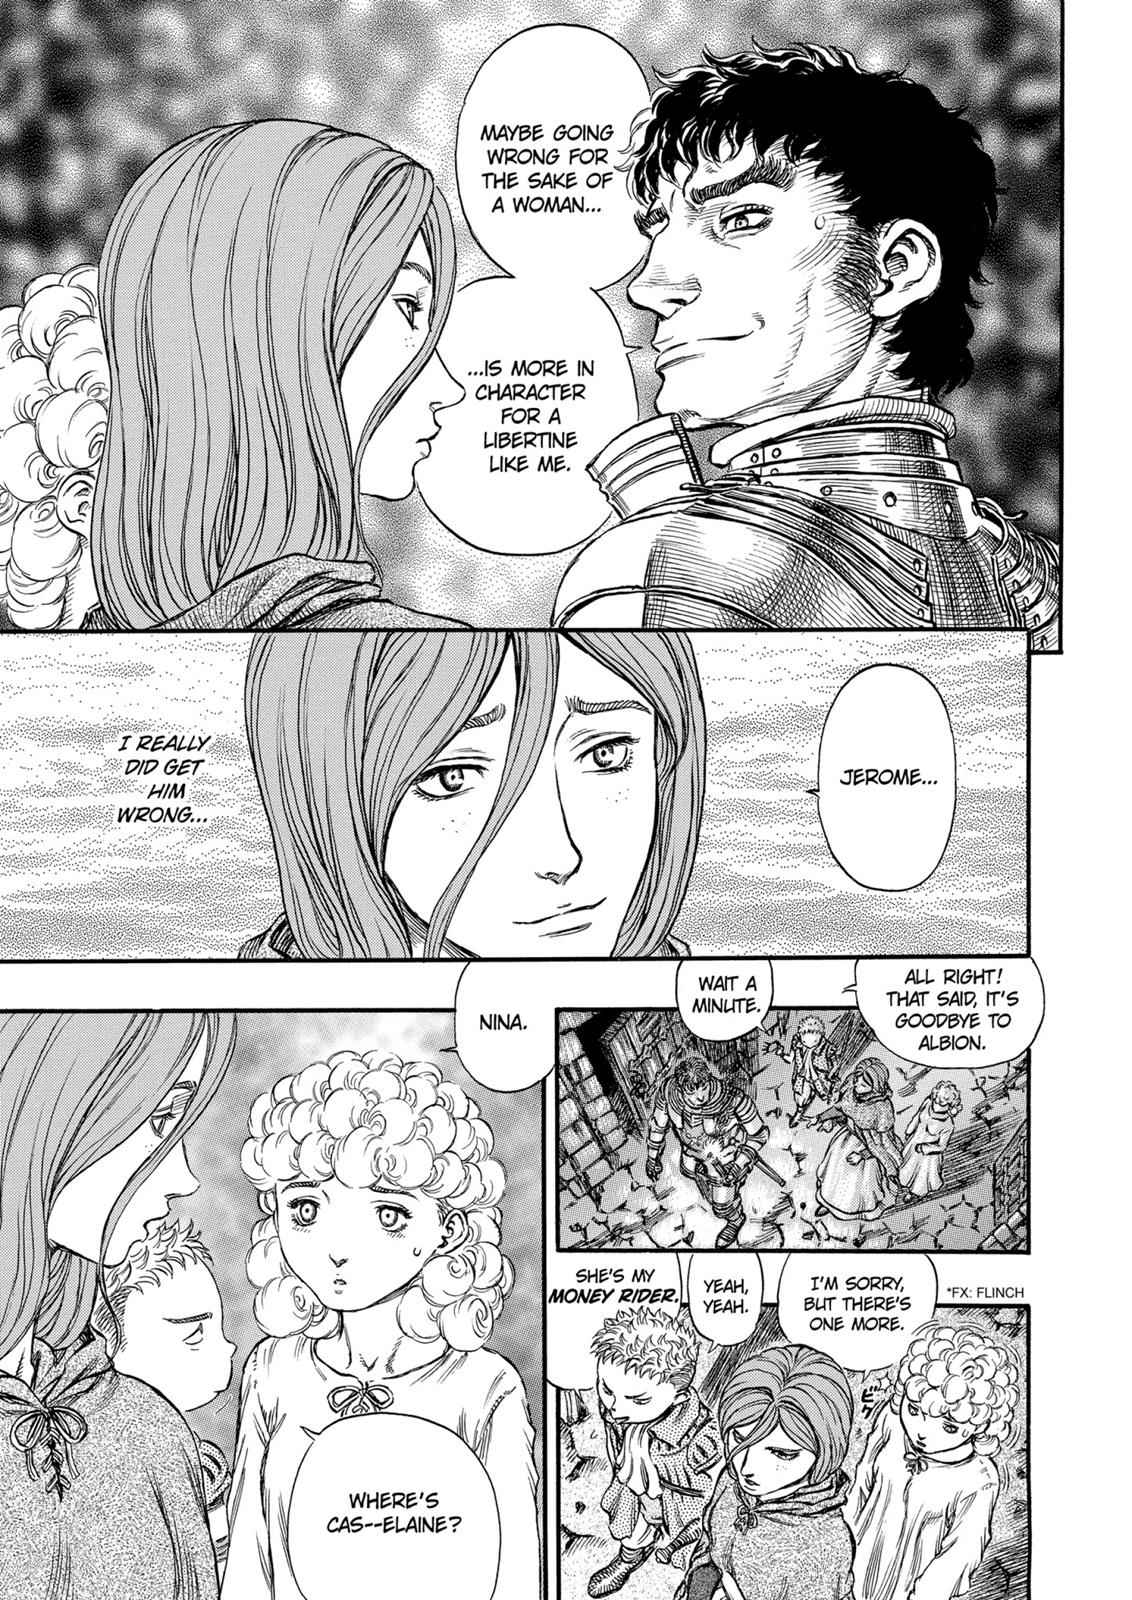 MAYBE GOING
WRONG FOR
THE SAKE OF
A WOMAN...
...IS MORE IN
CHARACTER
FOR A
LIBERTINE
LIKE ME.
JEROME...
I REALLY
DID GET
HIM
WRONG...
ALL RIGHT!
THAT SAID, IT'S
GOODBYE TO
ALBION.
WAIT A
MINUTE.
I'M SORRY,
BUT THERE'S
ONE MORE.
YEAH,
YEAH.
SHE'S MY
MONEY RIDER.
*FX: FLINCH
ビク
NINA.
WHERE'S
CAS--ELAINE?